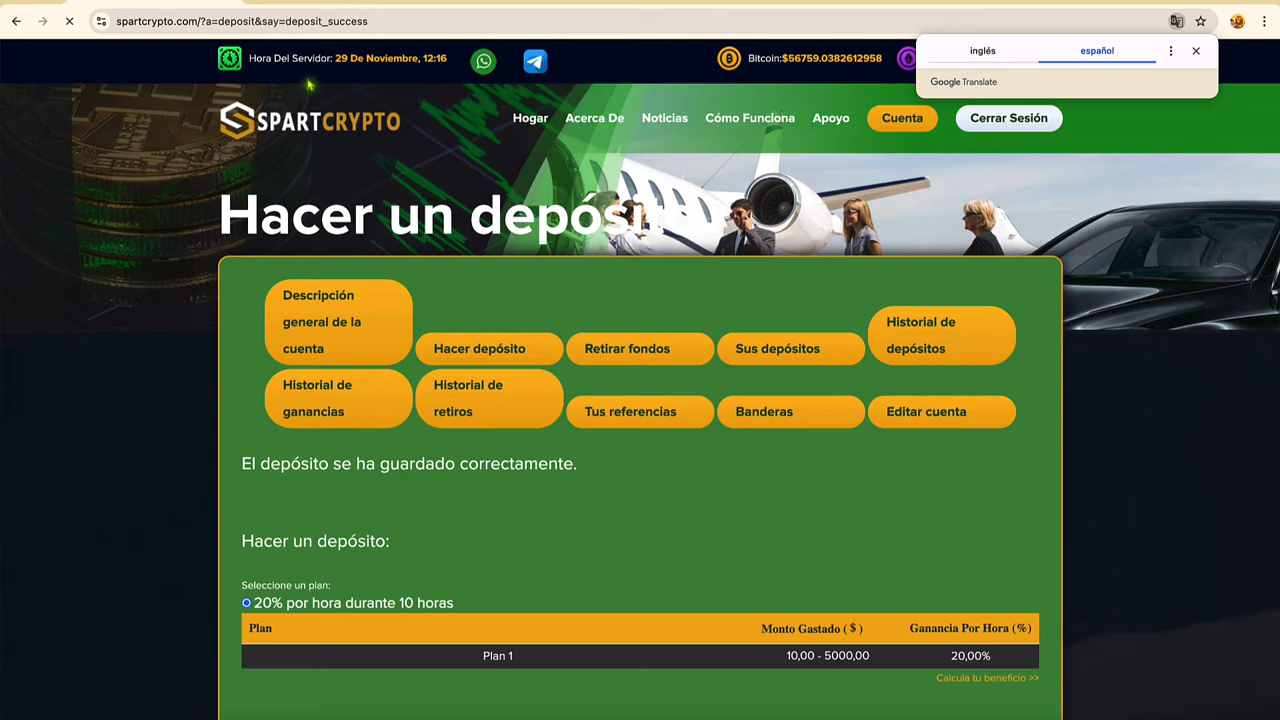 spartcrypto.com/?a=deposit&say=deposit_success
inglés
español
Google Translate
Hora Del Servidor: 29 De Noviembre, 12:16
Bitcoin:$56759.0382612958
SPARTCRYPTO
Hogar
Acerca De
Noticias
Cómo Funciona
Apoyo
Cuenta
Cerrar Sesión
Hacer un depósito
Descripción
general de la
cuenta
Hacer depósito
Retirar fondos
Sus depósitos
Historial de
depósitos
Historial de
ganancias
Historial de
retiros
Tus referencias
Banderas
Editar cuenta
El depósito se ha guardado correctamente.
Hacer un depósito:
Seleccione un plan:
20% por hora durante 10 horas
Plan Monto Gastado ( $ ) Ganancia Por Hora (%)
Plan 1 10,00 - 5000,00 20,00%
Calcula tu beneficio >>